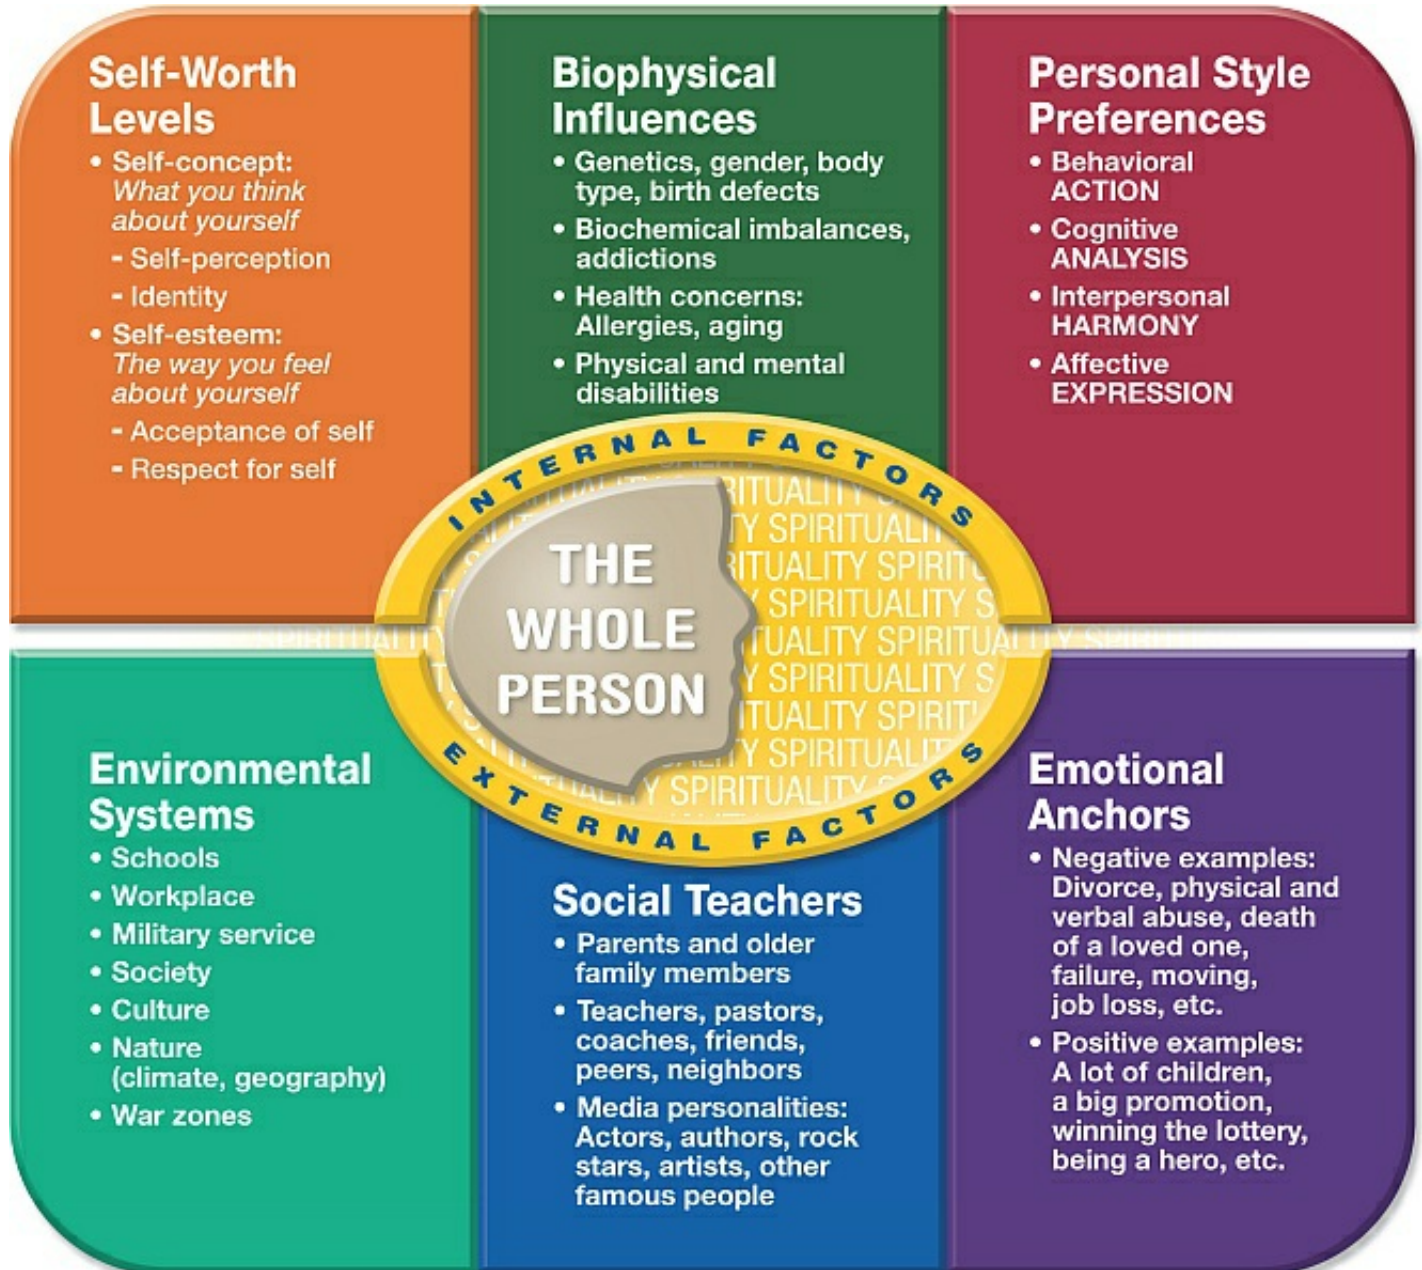 Self-Worth
Levels
• Self-concept:
What you think
about yourself
- Self-perception
- Identity
• Self-esteem:
The way you feel
about yourself
- Acceptance of self
- Respect for self
Biophysical
Influences
• Genetics, gender, body
type, birth defects
• Biochemical imbalances,
addictions
• Health concerns:
Allergies, aging
• Physical and mental
disabilities
Personal Style
Preferences
• Behavioral
ACTION
• Cognitive
ANALYSIS
• Interpersonal
HARMONY
• Affective
EXPRESSION
INTERNAL FACTORS
THE
WHOLE
PERSON
SPIRITUALITY
EXTERNAL FACTORS
Environmental
Systems
• Schools
• Workplace
• Military service
• Society
• Culture
• Nature
(climate, geography)
• War zones
Social Teachers
• Parents and older
family members
• Teachers, pastors,
coaches, friends,
peers, neighbors
• Media personalities:
Actors, authors, rock
stars, artists, other
famous people
Emotional
Anchors
• Negative examples:
Divorce, physical and
verbal abuse, death
of a loved one,
failure, moving,
job loss, etc.
• Positive examples:
A lot of children,
a big promotion,
winning the lottery,
being a hero, etc.